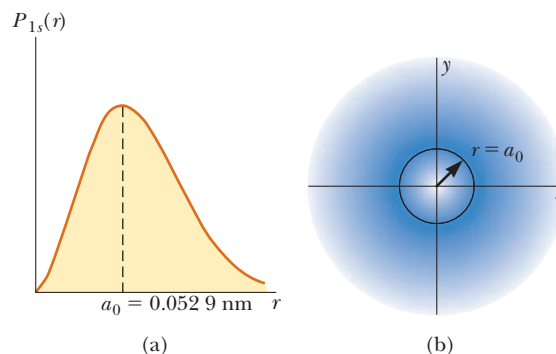 P₁ₛ(r)
a₀ = 0.052 9 nm
r
(a)
y
r = a₀
(b)